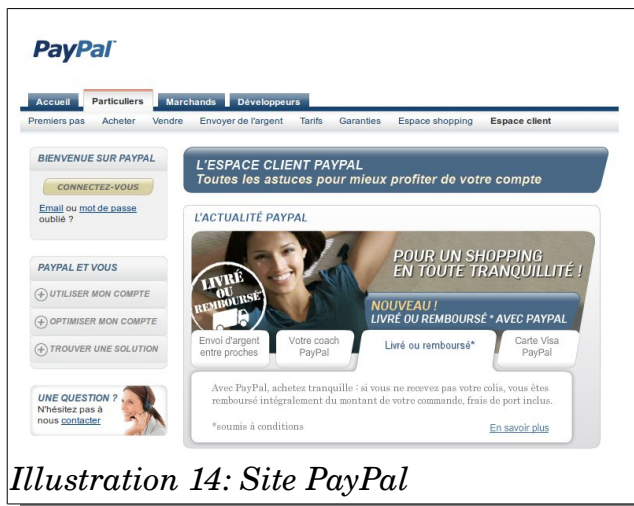 PayPal
Accueil Particuliers Marchands Développeurs
Premiers pas Acheter Vendre Envoyer de l'argent Tarifs Garanties Espace shopping Espace client
BIENVENUE SUR PAYPAL
CONNECTEZ-VOUS
Email ou mot de passe
oublié ?
PAYPAL ET VOUS
UTILISER MON COMPTE
OPTIMISER MON COMPTE
TROUVER UNE SOLUTION
UNE QUESTION ?
N'hésitez pas à
nous contacter
L'ESPACE CLIENT PAYPAL
Toutes les astuces pour mieux profiter de votre compte
L'ACTUALITÉ PAYPAL
LIVRÉ
OU
REMBOURSÉ*
POUR UN SHOPPING
EN TOUTE TRANQUILLITÉ !
NOUVEAU !
LIVRÉ OU REMBOURSÉ * AVEC PAYPAL
Envoi d'argent
entre proches
Votre coach
PayPal
Livré ou remboursé*
Carte Visa
PayPal
Avec PayPal, achetez tranquille : si vous ne recevez pas votre colis, vous êtes
remboursé intégralement du montant de votre commande, frais de port inclus.
*soumis à conditions
En savoir plus
Illustration 14: Site PayPal